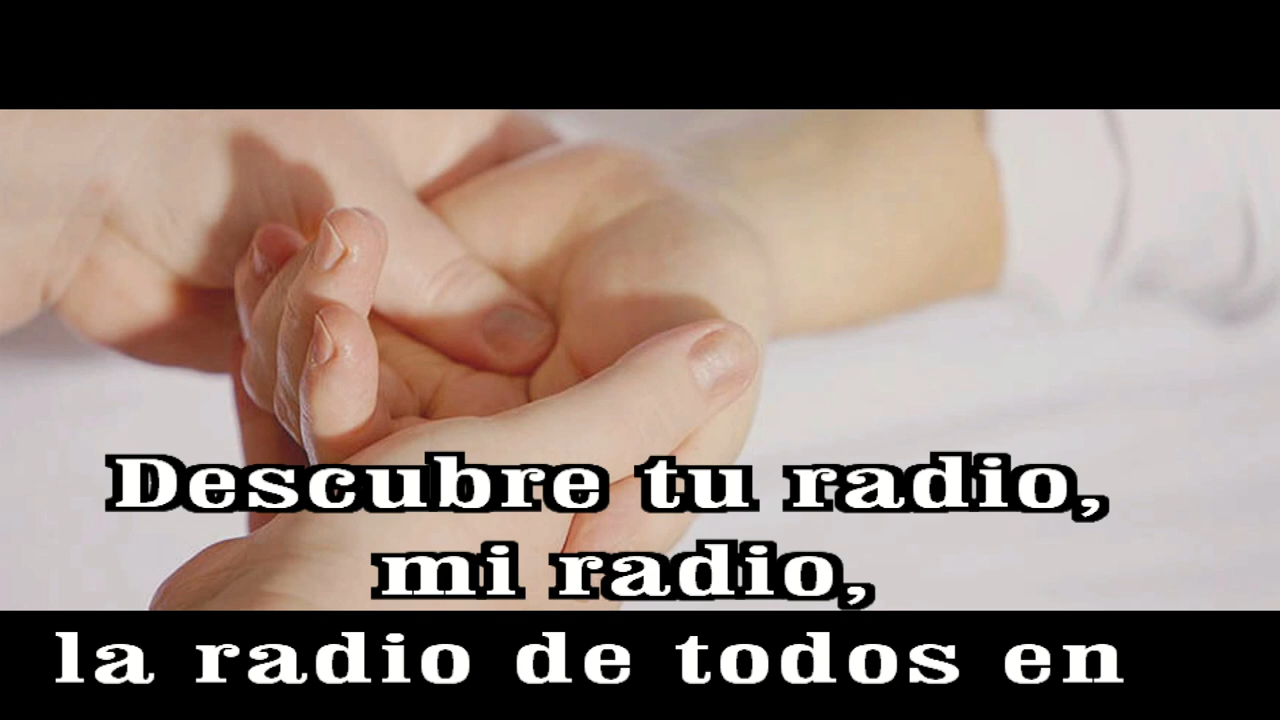 Descubre tu radio,
mi radio,
la radio de todos en